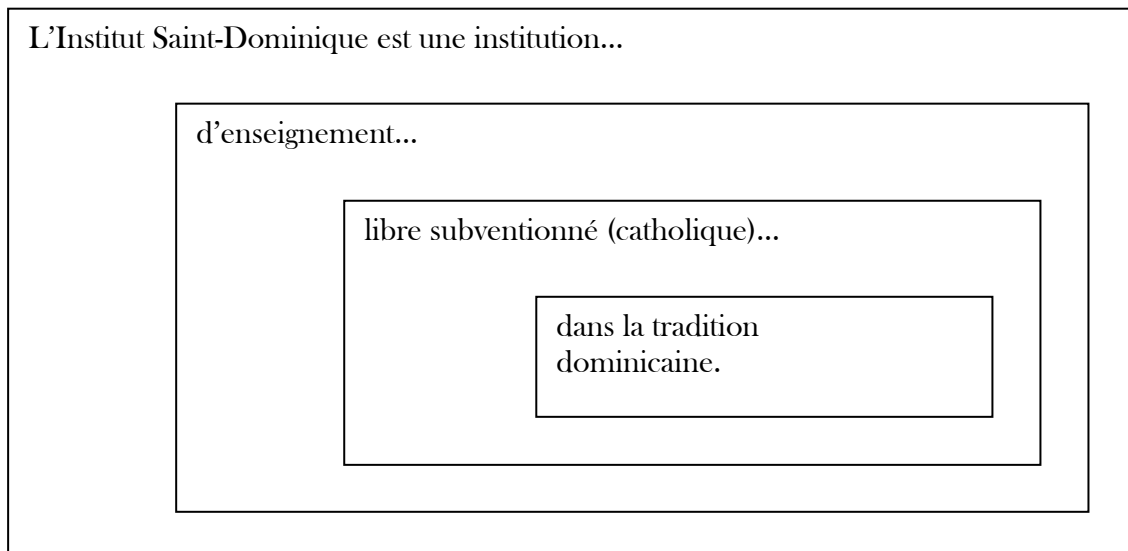 L’Institut Saint-Dominique est une institution...
d’enseignement...
libre subventionné (catholique)...
dans la tradition
dominicaine.